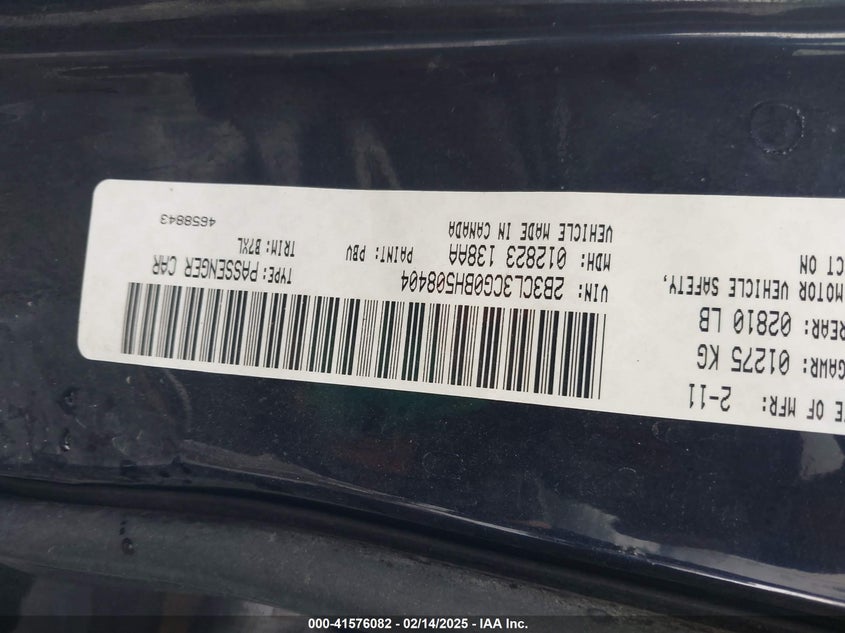 E OF MFR: 2-11
GAWR: 01275 KG
REAR: 02810 LB
MOTOR VEHICLE SAFETY,
CT ON
VIN: 2B3CL3CG0BH508404
TYPE: PASSENGER CAR
MDH: 012823 138AA
PAINT: PBV
TRIM: B7XL
VEHICLE MADE IN CANADA
4658843
000-41576082 - 02/14/2025 - IAA Inc.